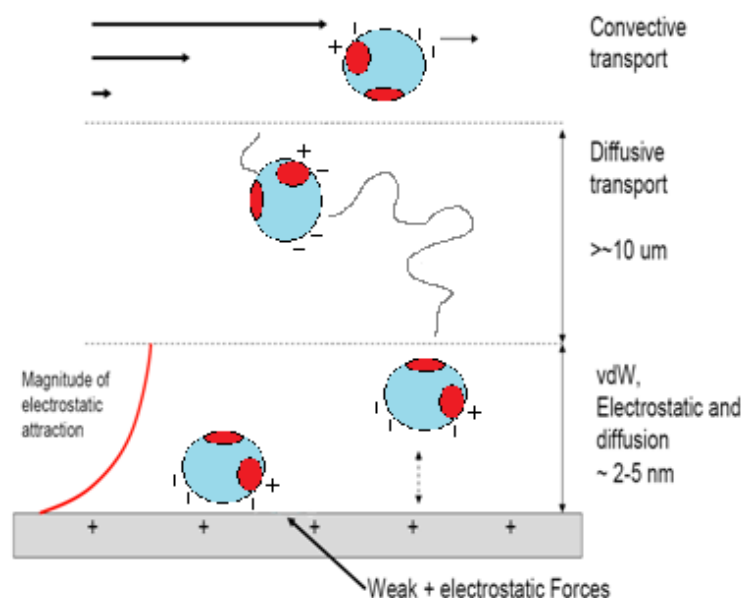 Convective
transport
Diffusive
transport
>~10 um
Magnitude of
electrostatic
attraction
vdW,
Electrostatic and
diffusion
~ 2-5 nm
+ + + + +
Weak + electrostatic Forces